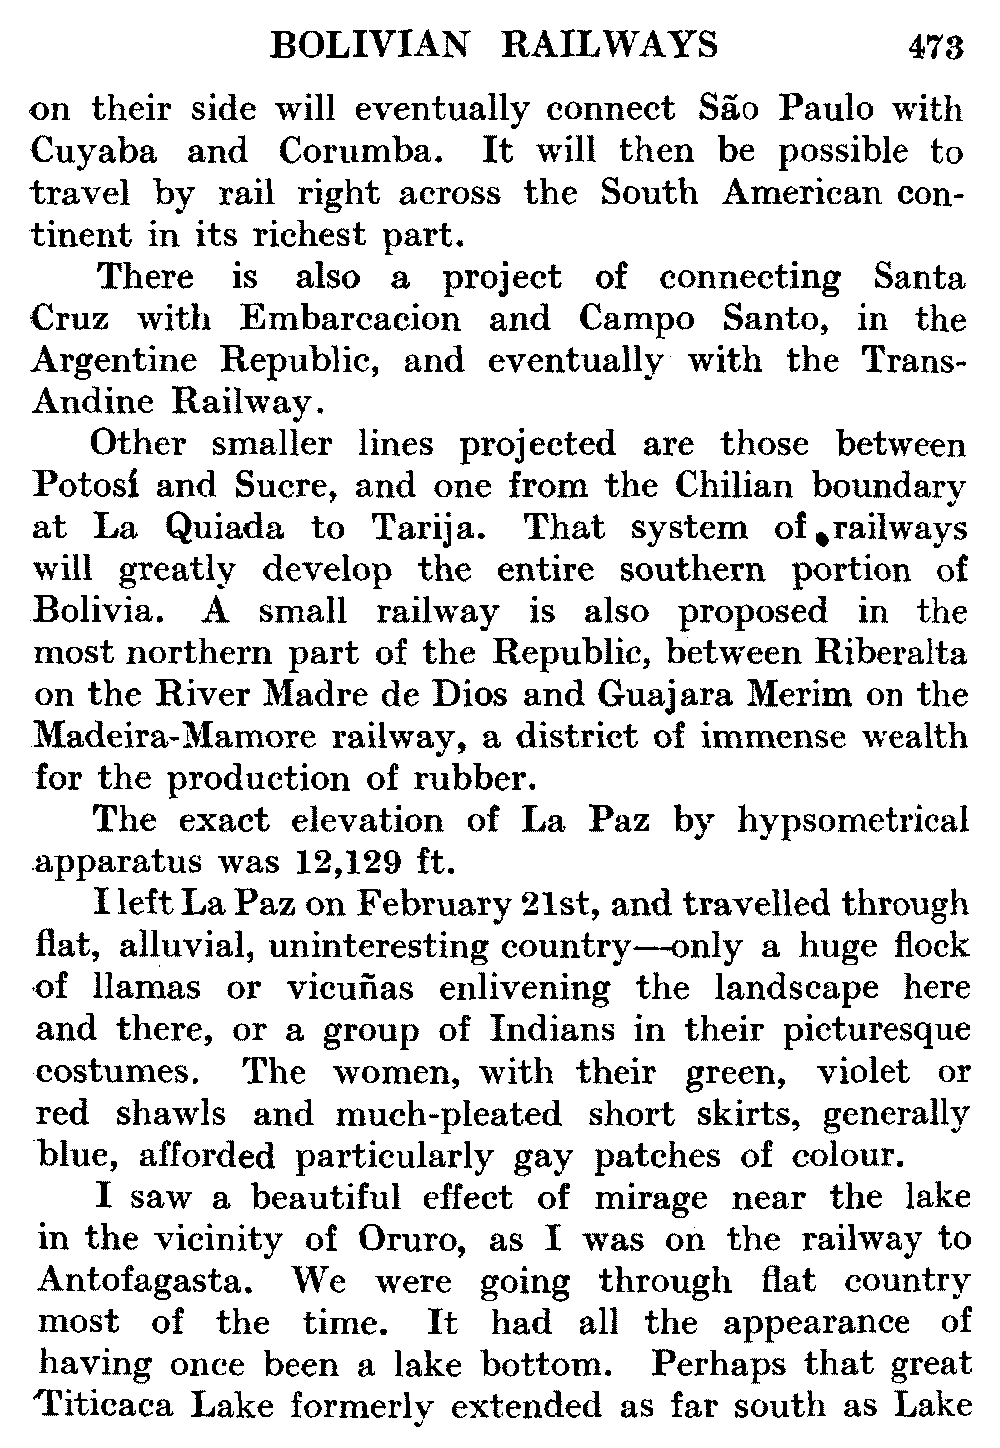 BOLIVIAN RAILWAYS 473
on their side will eventually connect São Paulo with
Cuyaba and Corumba. It will then be possible to
travel by rail right across the South American con-
tinent in its richest part.
There is also a project of connecting Santa
Cruz with Embarcacion and Campo Santo, in the
Argentine Republic, and eventually with the Trans-
Andine Railway.
Other smaller lines projected are those between
Potosí and Sucre, and one from the Chilian boundary
at La Quiada to Tarija. That system of railways
will greatly develop the entire southern portion of
Bolivia. A small railway is also proposed in the
most northern part of the Republic, between Riberalta
on the River Madre de Dios and Guajara Merim on the
Madeira-Mamore railway, a district of immense wealth
for the production of rubber.
The exact elevation of La Paz by hypsometrical
apparatus was 12,129 ft.
I left La Paz on February 21st, and travelled through
flat, alluvial, uninteresting country—only a huge flock
of llamas or vicuñas enlivening the landscape here
and there, or a group of Indians in their picturesque
costumes. The women, with their green, violet or
red shawls and much-pleated short skirts, generally
blue, afforded particularly gay patches of colour.
I saw a beautiful effect of mirage near the lake
in the vicinity of Oruro, as I was on the railway to
Antofagasta. We were going through flat country
most of the time. It had all the appearance of
having once been a lake bottom. Perhaps that great
Titicaca Lake formerly extended as far south as Lake